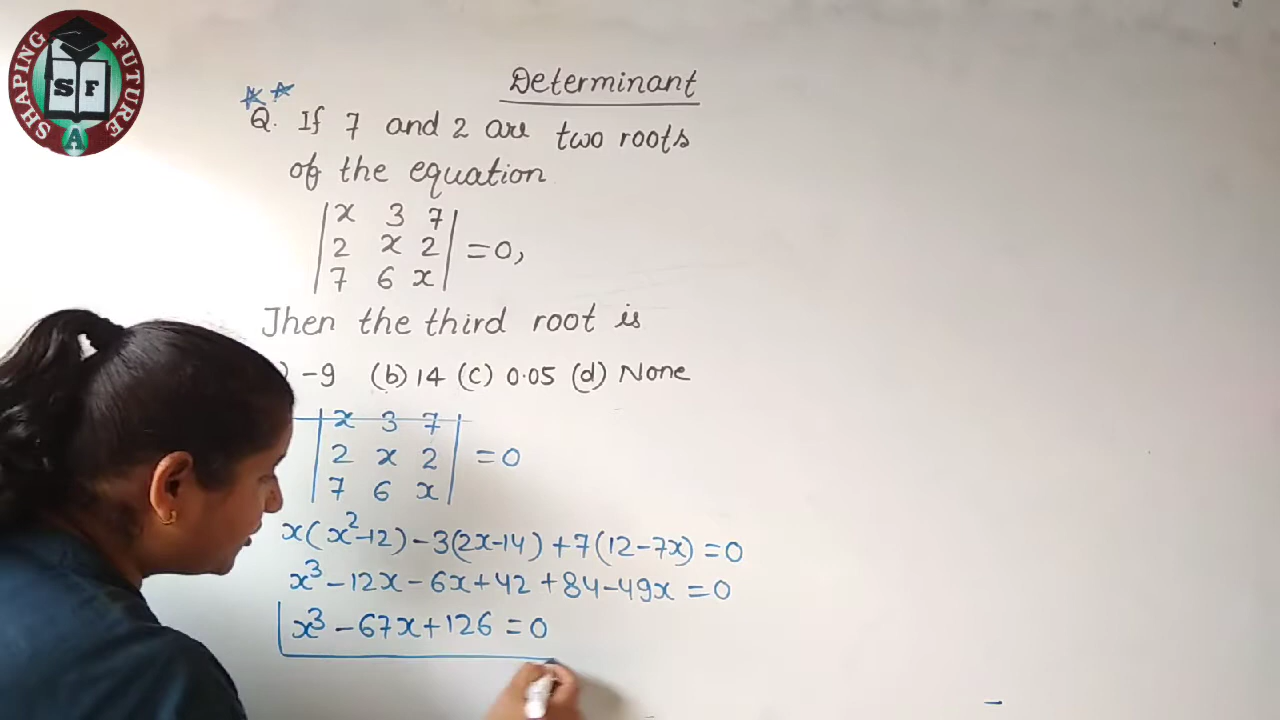 SHAPING FUTURE
S F
A
Determinant
Q. If 7 and 2 are two roots
of the equation
| x 3 7 |
| 2 x 2 | = 0,
| 7 6 x |
Then the third root is
) -9 (b) 14 (c) 0.05 (d) None
| x 3 7 |
| 2 x 2 | = 0
| 7 6 x |
x(x²-12) - 3(2x-14) + 7(12-7x) = 0
x³ - 12x - 6x + 42 + 84 - 49x = 0
x³ - 67x + 126 = 0